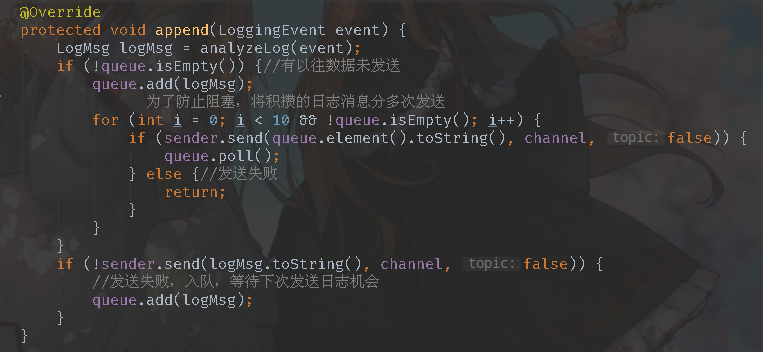 @Override
protected void append(LoggingEvent event) {
    LogMsg logMsg = analyzeLog(event);
    if (!queue.isEmpty()) {//有以往数据未发送
        queue.add(logMsg);
            为了防止阻塞，将积攒的日志消息分多次发送
        for (int i = 0; i < 10 && !queue.isEmpty(); i++) {
            if (sender.send(queue.element().toString(), channel, topic: false)) {
                queue.poll();
            } else {//发送失败
                return;
            }
        }
    }
    if (!sender.send(logMsg.toString(), channel, topic: false)) {
        //发送失败，入队，等待下次发送日志机会
        queue.add(logMsg);
    }
}